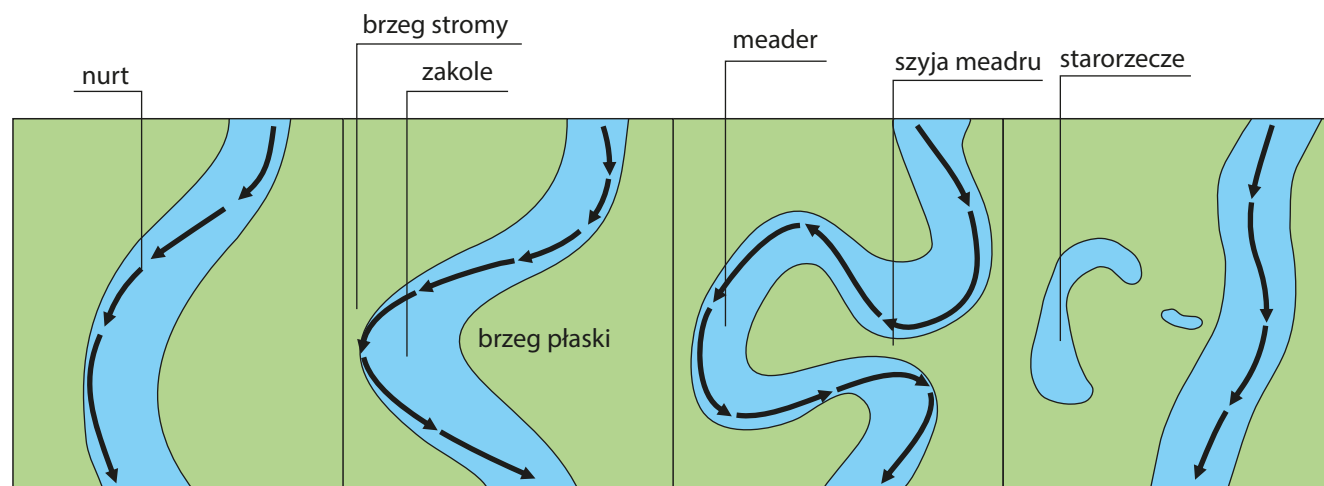 brzeg stromy
nurt
zakole
meader
szyja meadru
starorzecze
brzeg płaski